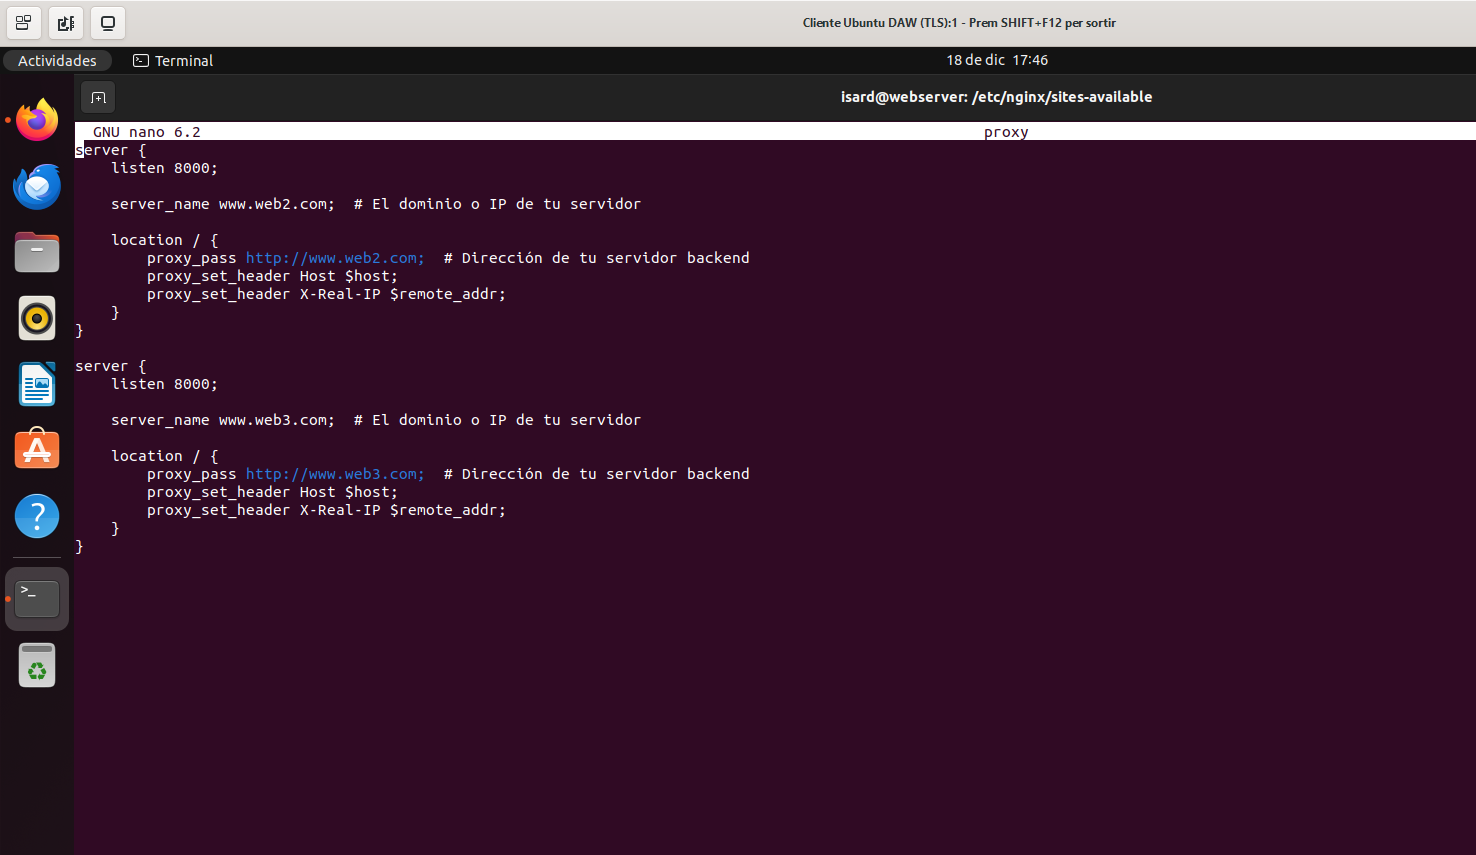 Cliente Ubuntu DAW (TLS):1 - Prem SHIFT+F12 per sortir
Actividades Terminal 18 de dic 17:46
isard@webserver: /etc/nginx/sites-available
GNU nano 6.2 proxy
server {
    listen 8000;

    server_name www.web2.com;  # El dominio o IP de tu servidor

    location / {
        proxy_pass http://www.web2.com;  # Dirección de tu servidor backend
        proxy_set_header Host $host;
        proxy_set_header X-Real-IP $remote_addr;
    }
}

server {
    listen 8000;

    server_name www.web3.com;  # El dominio o IP de tu servidor

    location / {
        proxy_pass http://www.web3.com;  # Dirección de tu servidor backend
        proxy_set_header Host $host;
        proxy_set_header X-Real-IP $remote_addr;
    }
}